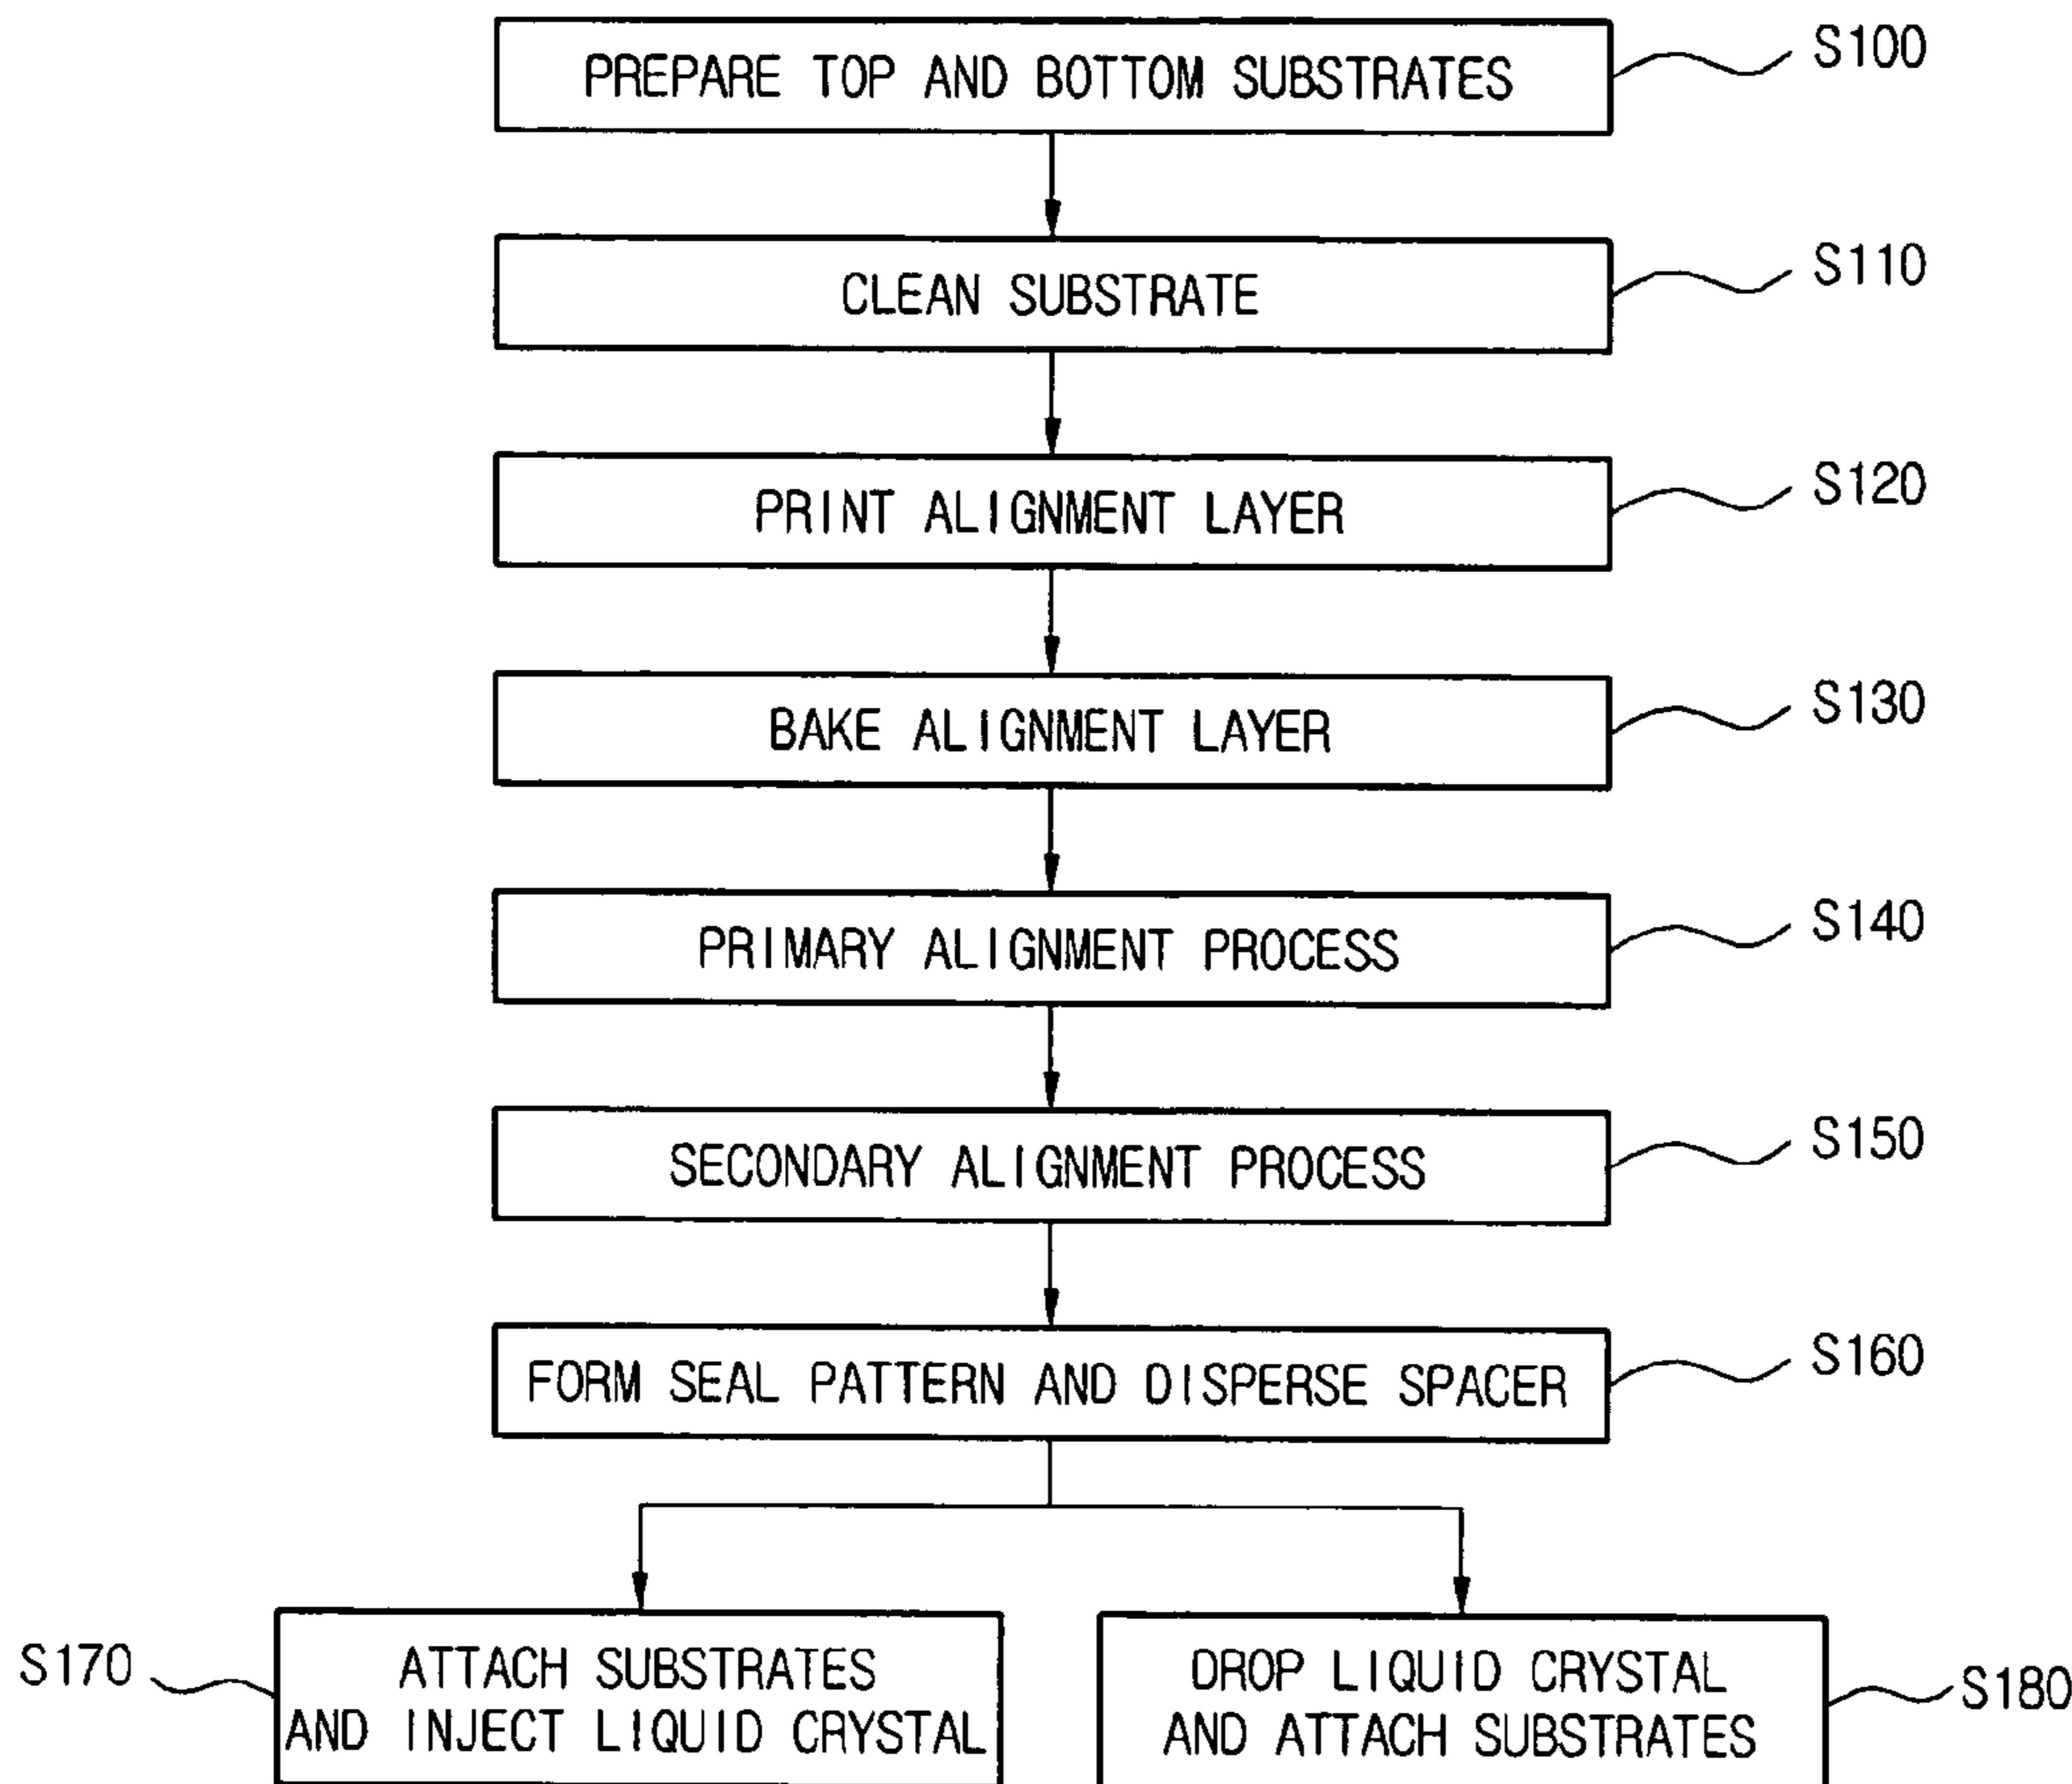 PREPARE TOP AND BOTTOM SUBSTRATES
S100
CLEAN SUBSTRATE
S110
PRINT ALIGNMENT LAYER
S120
BAKE ALIGNMENT LAYER
S130
PRIMARY ALIGNMENT PROCESS
S140
SECONDARY ALIGNMENT PROCESS
S150
FORM SEAL PATTERN AND DISPERSE SPACER
S160
S170
ATTACH SUBSTRATES
AND INJECT LIQUID CRYSTAL
DROP LIQUID CRYSTAL
AND ATTACH SUBSTRATES
S180